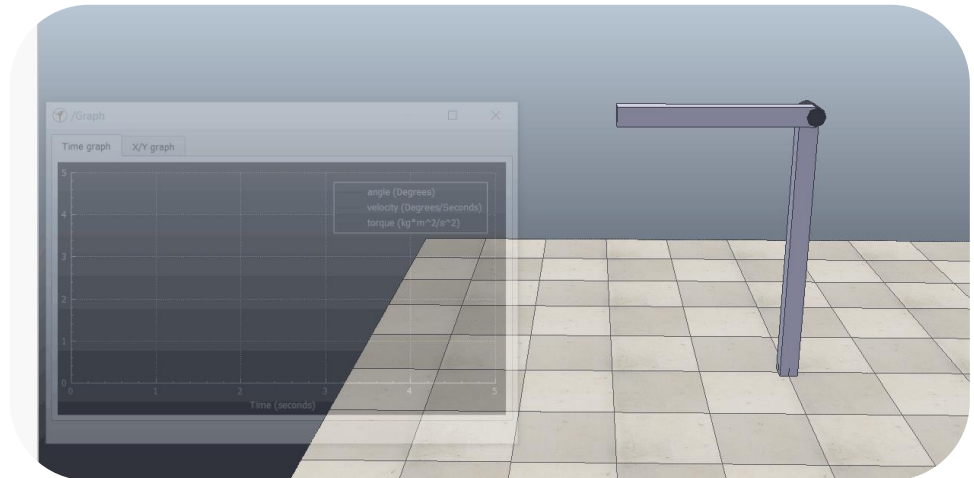 /Graph
Time graph X/Y graph
5
angle (Degrees)
velocity (Degrees/Seconds)
4
torque (kg*m^2/s^2)
3
2
1
0
0 1 2 3 4 5
Time (seconds)